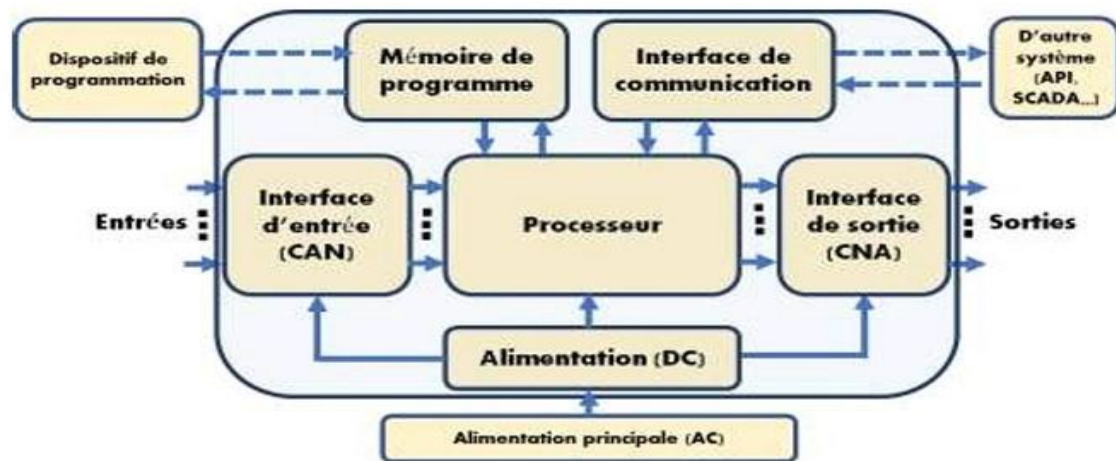 Dispositif de
programmation
Mémoire de
programme
Interface de
communication
D'autre
système
(API,
SCADA...)
Entrées
Interface
d'entrée
(CAN)
Processeur
Interface
de sortie
(CNA)
Sorties
Alimentation (DC)
Alimentation principale (AC)